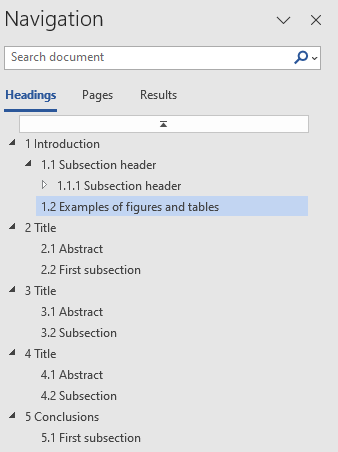 Navigation
Search document
Headings Pages Results
1 Introduction
1.1 Subsection header
1.1.1 Subsection header
1.2 Examples of figures and tables
2 Title
2.1 Abstract
2.2 First subsection
3 Title
3.1 Abstract
3.2 Subsection
4 Title
4.1 Abstract
4.2 Subsection
5 Conclusions
5.1 First subsection